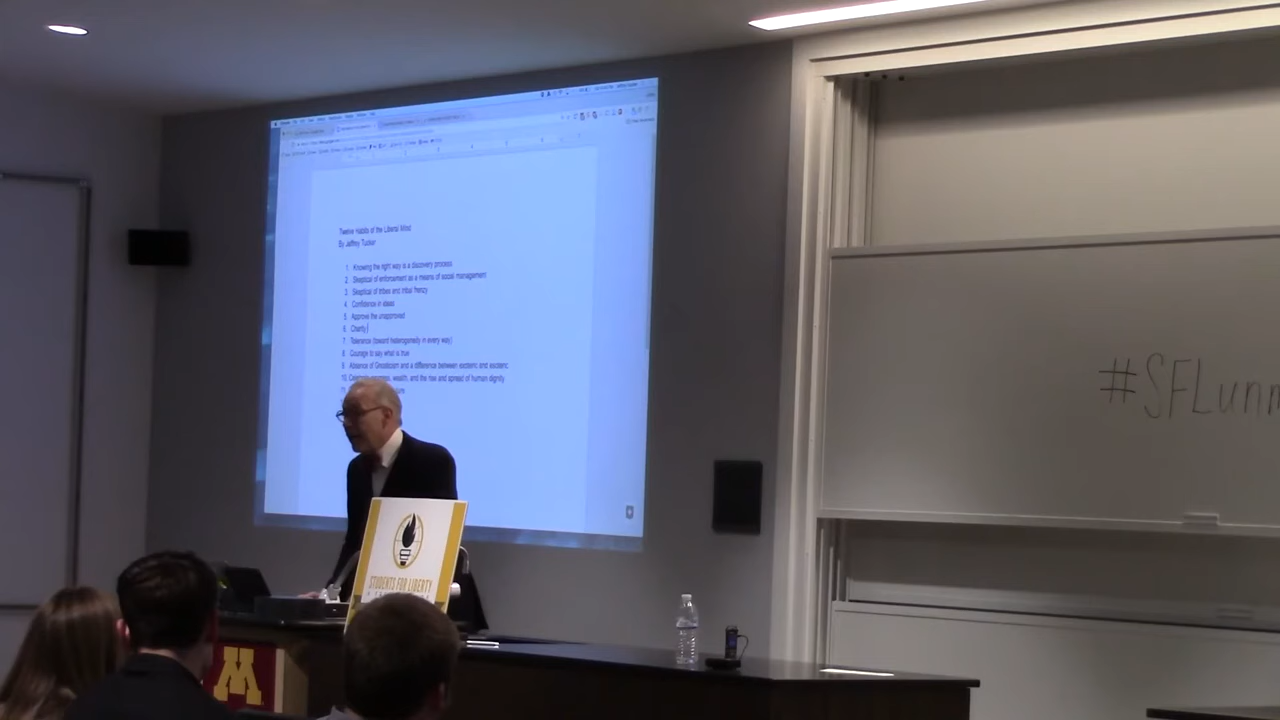 Twelve Habits of the Liberal Mind
By Jeffrey Tucker
1. Knowing the right way is a discovery process
2. Skeptical of enforcement as a means of social management
3. Skeptical of tribes and tribal frenzy
4. Confidence in ideas
5. Approve the unapproved
6. Charity
7. Tolerance (toward heterogeneity in every way)
8. Courage to say what is true
9. Absence of Gnosticism and a difference between esoteric and exoteric
10. Celebrate progress, wealth, and the rise and spread of human dignity
11.
#SFLunm
STUDENTS FOR LIBERTY
M